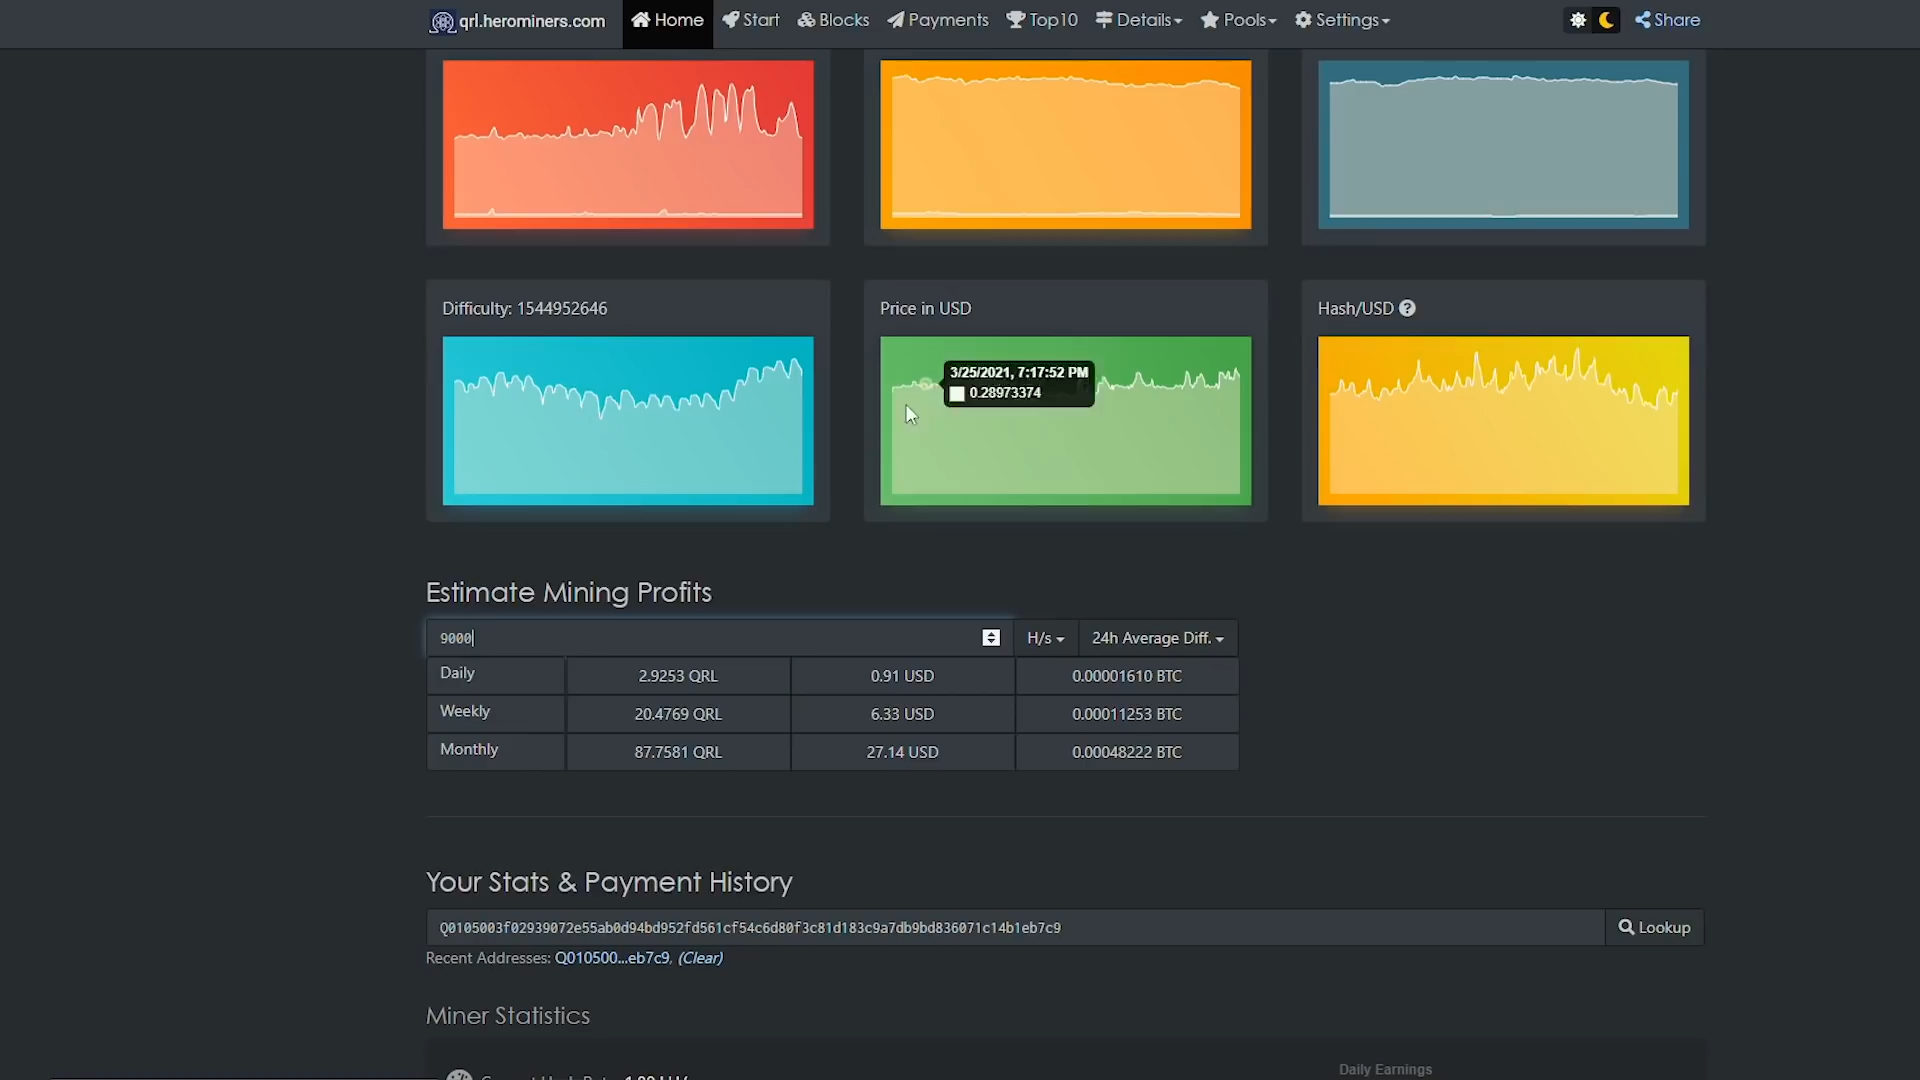 qrl.herominers.com Home Start Blocks Payments Top10 Details Pools Settings Share
Difficulty: 1544952646
Price in USD
Hash/USD
3/25/2021, 7:17:52 PM
0.28973374
Estimate Mining Profits
9000 H/s 24h Average Diff.
Daily 2.9253 QRL 0.91 USD 0.00001610 BTC
Weekly 20.4769 QRL 6.33 USD 0.00011253 BTC
Monthly 87.7581 QRL 27.14 USD 0.00048222 BTC
Your Stats & Payment History
Q0105003f02939072e55ab0d94bd952fd561cf54c6d80f3c81d183c9a7db9bd836071c14b1eb7c9 Lookup
Recent Addresses: Q010500...eb7c9, (Clear)
Miner Statistics
Daily Earnings